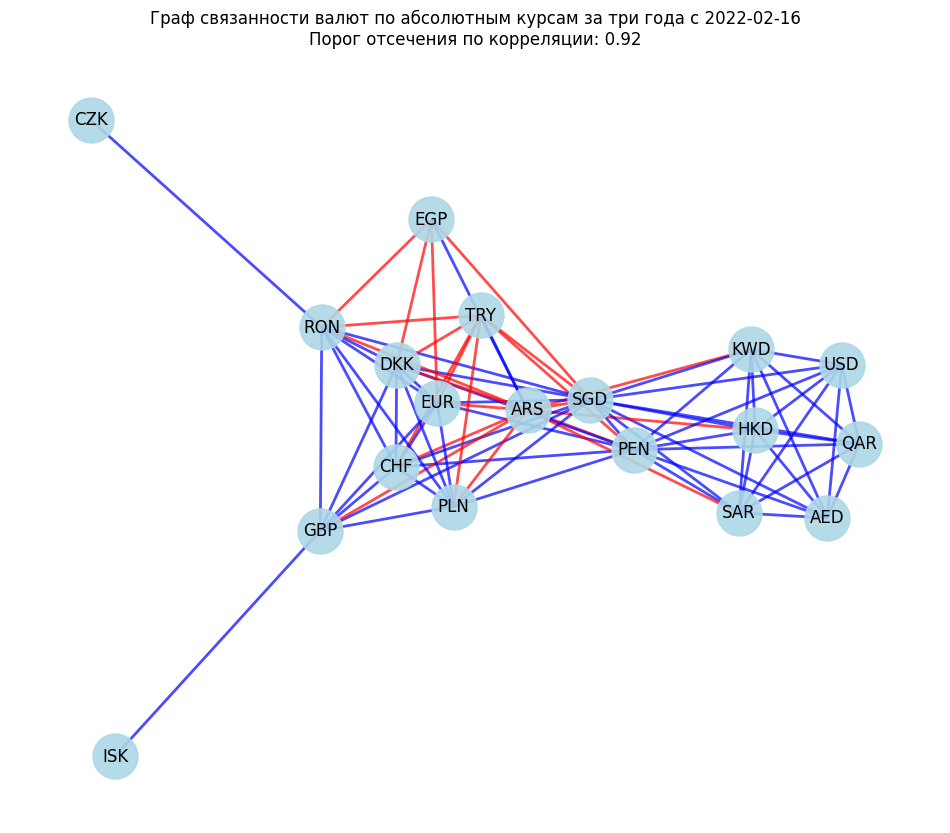 Граф связанности валют по абсолютным курсам за три года с 2022-02-16
Порог отсечения по корреляции: 0.92
CZK
EGP
TRY
RON
KWD
DKK
USD
EUR
SGD
ARS
HKD
QAR
PEN
CHF
PLN
SAR
AED
GBP
ISK